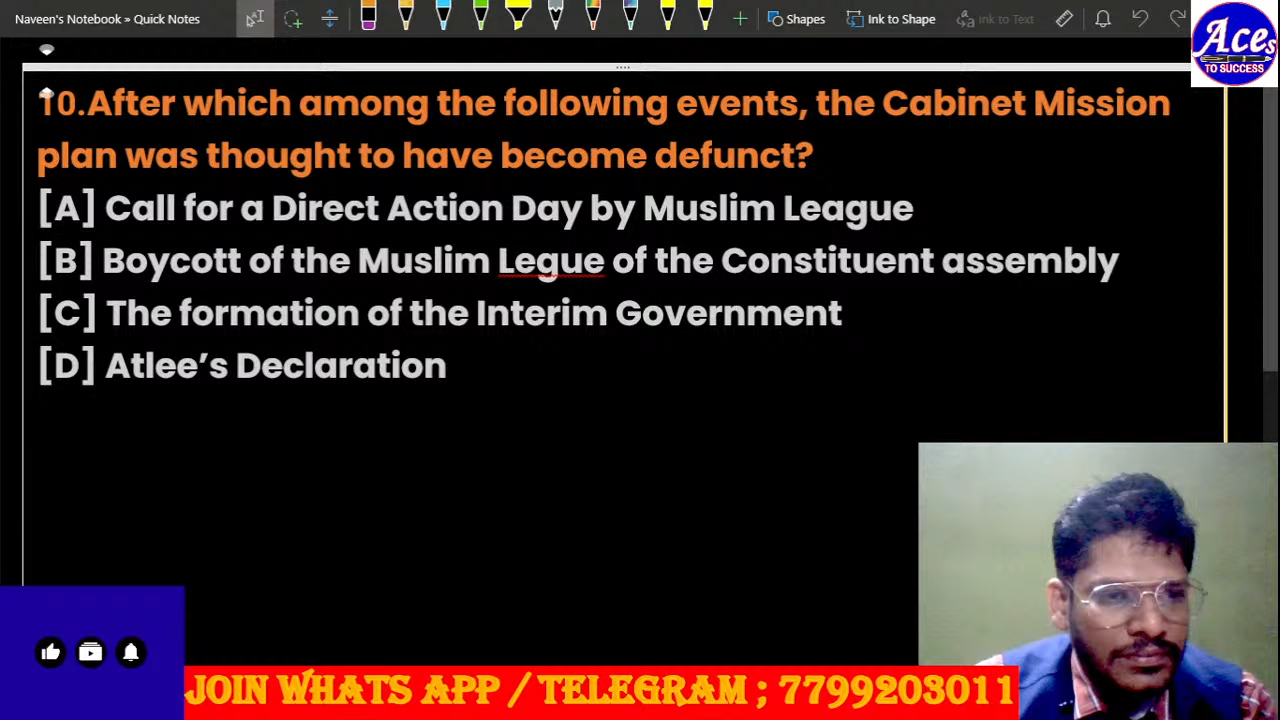 Naveen's Notebook » Quick Notes
Shapes
Ink to Shape
Ink to Text
Aces
TO SUCCESS
10.After which among the following events, the Cabinet Mission
plan was thought to have become defunct?
[A] Call for a Direct Action Day by Muslim League
[B] Boycott of the Muslim Legue of the Constituent assembly
[C] The formation of the Interim Government
[D] Atlee’s Declaration
JOIN WHATS APP / TELEGRAM ; 7799203011